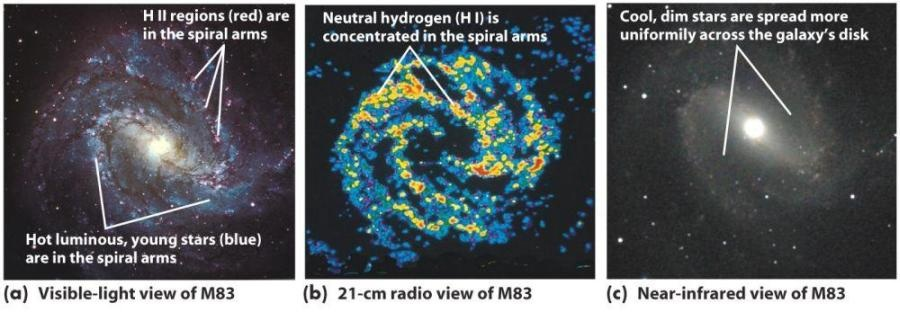 H II regions (red) are
in the spiral arms
Hot luminous, young stars (blue)
are in the spiral arms
(a) Visible-light view of M83
Neutral hydrogen (H I) is
concentrated in the spiral arms
(b) 21-cm radio view of M83
Cool, dim stars are spread more
uniformily across the galaxy's disk
(c) Near-infrared view of M83